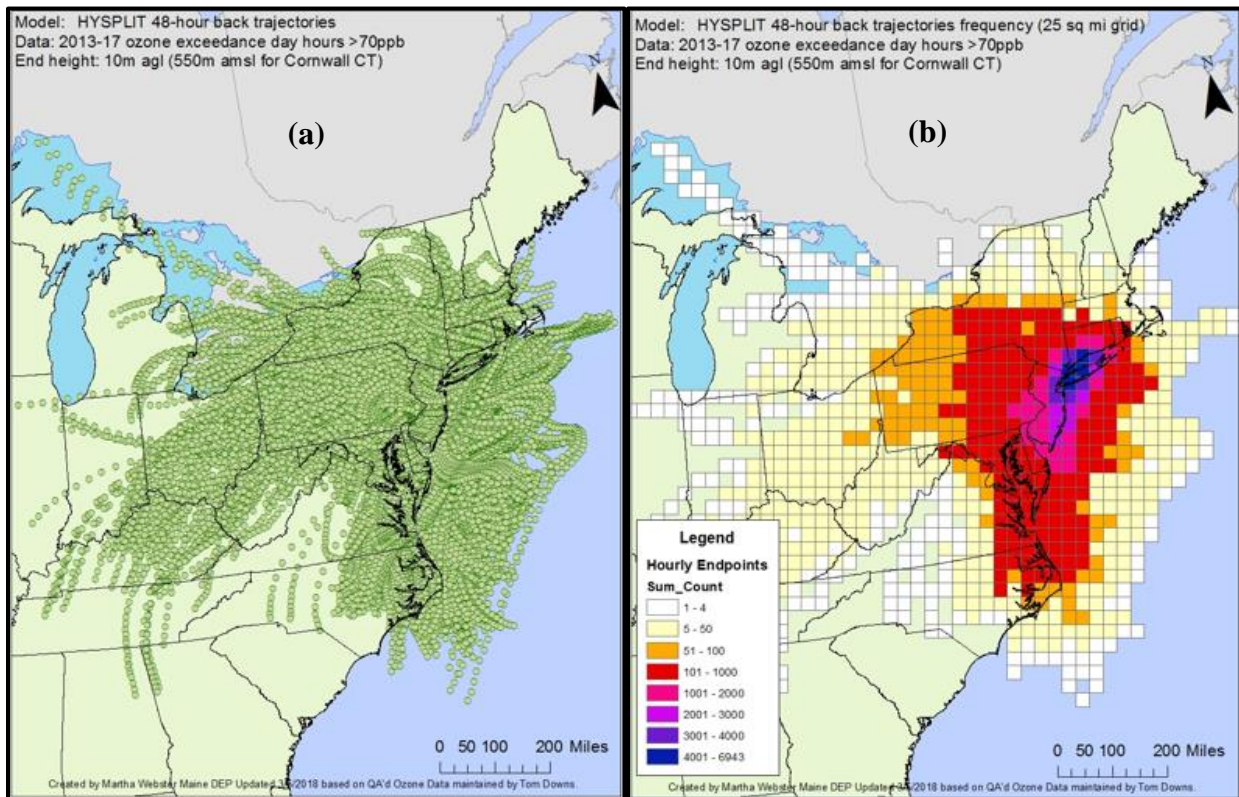 Model: HYSPLIT 48-hour back trajectories
Data: 2013-17 ozone exceedance day hours >70ppb
End height: 10m agl (550m amsl for Cornwall CT)
N
(a)
0 50 100 200 Miles
Created by Martha Webster Maine DEP Updated 3/5/2018 based on QA'd Ozone Data maintained by Tom Downs.
Model: HYSPLIT 48-hour back trajectories frequency (25 sq mi grid)
Data: 2013-17 ozone exceedance day hours >70ppb
End height: 10m agl (550m amsl for Cornwall CT)
N
(b)
Legend
Hourly Endpoints
Sum_Count
1 - 4
5 - 50
51 - 100
101 - 1000
1001 - 2000
2001 - 3000
3001 - 4000
4001 - 6943
0 50 100 200 Miles
Created by Martha Webster Maine DEP Updated /2018 based on QA'd Ozone Data maintained by Tom Downs.